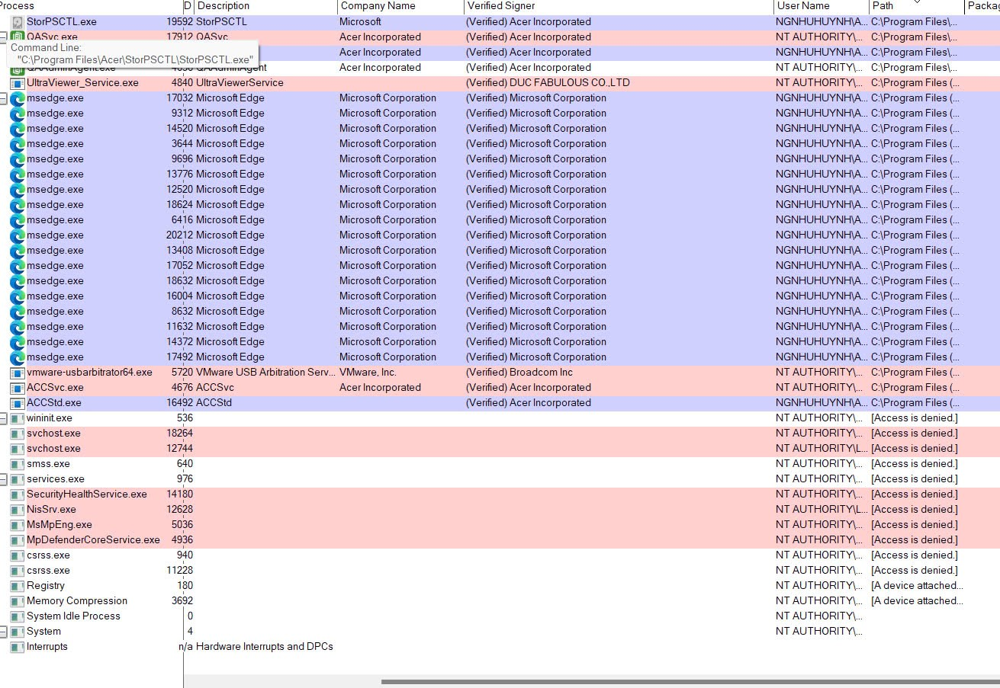 Process D Description Company Name Verified Signer User Name Path Packag
StorPSCTL.exe 19592 StorPSCTL Microsoft (Verified) Acer Incorporated NGNHUHUYNH\A... C:\Program Files\...
QASvc.exe 17912 QASvc Acer Incorporated (Verified) Acer Incorporated NT AUTHORITY\... C:\Program Files\...
Command Line:
"C:\Program Files\Acer\StorPSCTL\StorPSCTL.exe"
Acer Incorporated (Verified) Acer Incorporated NGNHUHUYNH\A... C:\Program Files\...
QAAdminAgent.exe QAAdminAgent Acer Incorporated (Verified) Acer Incorporated NT AUTHORITY\... C:\Program Files\...
UltraViewer_Service.exe 4840 UltraViewerService (Verified) DUC FABULOUS CO.,LTD NT AUTHORITY\... C:\Program Files (...
msedge.exe 17032 Microsoft Edge Microsoft Corporation (Verified) Microsoft Corporation NGNHUHUYNH\A... C:\Program Files (...
msedge.exe 9312 Microsoft Edge Microsoft Corporation (Verified) Microsoft Corporation NGNHUHUYNH\A... C:\Program Files (...
msedge.exe 14520 Microsoft Edge Microsoft Corporation (Verified) Microsoft Corporation NGNHUHUYNH\A... C:\Program Files (...
msedge.exe 3644 Microsoft Edge Microsoft Corporation (Verified) Microsoft Corporation NGNHUHUYNH\A... C:\Program Files (...
msedge.exe 9696 Microsoft Edge Microsoft Corporation (Verified) Microsoft Corporation NGNHUHUYNH\A... C:\Program Files (...
msedge.exe 13776 Microsoft Edge Microsoft Corporation (Verified) Microsoft Corporation NGNHUHUYNH\A... C:\Program Files (...
msedge.exe 12520 Microsoft Edge Microsoft Corporation (Verified) Microsoft Corporation NGNHUHUYNH\A... C:\Program Files (...
msedge.exe 18624 Microsoft Edge Microsoft Corporation (Verified) Microsoft Corporation NGNHUHUYNH\A... C:\Program Files (...
msedge.exe 6416 Microsoft Edge Microsoft Corporation (Verified) Microsoft Corporation NGNHUHUYNH\A... C:\Program Files (...
msedge.exe 20212 Microsoft Edge Microsoft Corporation (Verified) Microsoft Corporation NGNHUHUYNH\A... C:\Program Files (...
msedge.exe 13408 Microsoft Edge Microsoft Corporation (Verified) Microsoft Corporation NGNHUHUYNH\A... C:\Program Files (...
msedge.exe 17052 Microsoft Edge Microsoft Corporation (Verified) Microsoft Corporation NGNHUHUYNH\A... C:\Program Files (...
msedge.exe 18632 Microsoft Edge Microsoft Corporation (Verified) Microsoft Corporation NGNHUHUYNH\A... C:\Program Files (...
msedge.exe 16004 Microsoft Edge Microsoft Corporation (Verified) Microsoft Corporation NGNHUHUYNH\A... C:\Program Files (...
msedge.exe 8632 Microsoft Edge Microsoft Corporation (Verified) Microsoft Corporation NGNHUHUYNH\A... C:\Program Files (...
msedge.exe 11632 Microsoft Edge Microsoft Corporation (Verified) Microsoft Corporation NGNHUHUYNH\A... C:\Program Files (...
msedge.exe 14372 Microsoft Edge Microsoft Corporation (Verified) Microsoft Corporation NGNHUHUYNH\A... C:\Program Files (...
msedge.exe 17492 Microsoft Edge Microsoft Corporation (Verified) Microsoft Corporation NGNHUHUYNH\A... C:\Program Files (...
vmware-usbarbitrator64.exe 5720 VMware USB Arbitration Serv... VMware, Inc. (Verified) Broadcom Inc NT AUTHORITY\... C:\Program Files (...
ACCSvc.exe 4676 ACCSvc Acer Incorporated (Verified) Acer Incorporated NT AUTHORITY\... C:\Program Files (...
ACCStd.exe 16492 ACCStd (Verified) Acer Incorporated NGNHUHUYNH\A... C:\Program Files (...
wininit.exe 536 NT AUTHORITY\... [Access is denied.]
svchost.exe 18264 NT AUTHORITY\... [Access is denied.]
svchost.exe 12744 NT AUTHORITY\L... [Access is denied.]
smss.exe 640 NT AUTHORITY\... [Access is denied.]
services.exe 976 NT AUTHORITY\... [Access is denied.]
SecurityHealthService.exe 14180 NT AUTHORITY\... [Access is denied.]
NisSrv.exe 12628 NT AUTHORITY\L... [Access is denied.]
MsMpEng.exe 5036 NT AUTHORITY\... [Access is denied.]
MpDefenderCoreService.exe 4936 NT AUTHORITY\... [Access is denied.]
csrss.exe 940 NT AUTHORITY\... [Access is denied.]
csrss.exe 11228 NT AUTHORITY\... [Access is denied.]
Registry 180 NT AUTHORITY\... [A device attached...
Memory Compression 3692 NT AUTHORITY\... [A device attached...
System Idle Process 0 NT AUTHORITY\...
System 4 NT AUTHORITY\...
Interrupts n/a Hardware Interrupts and DPCs